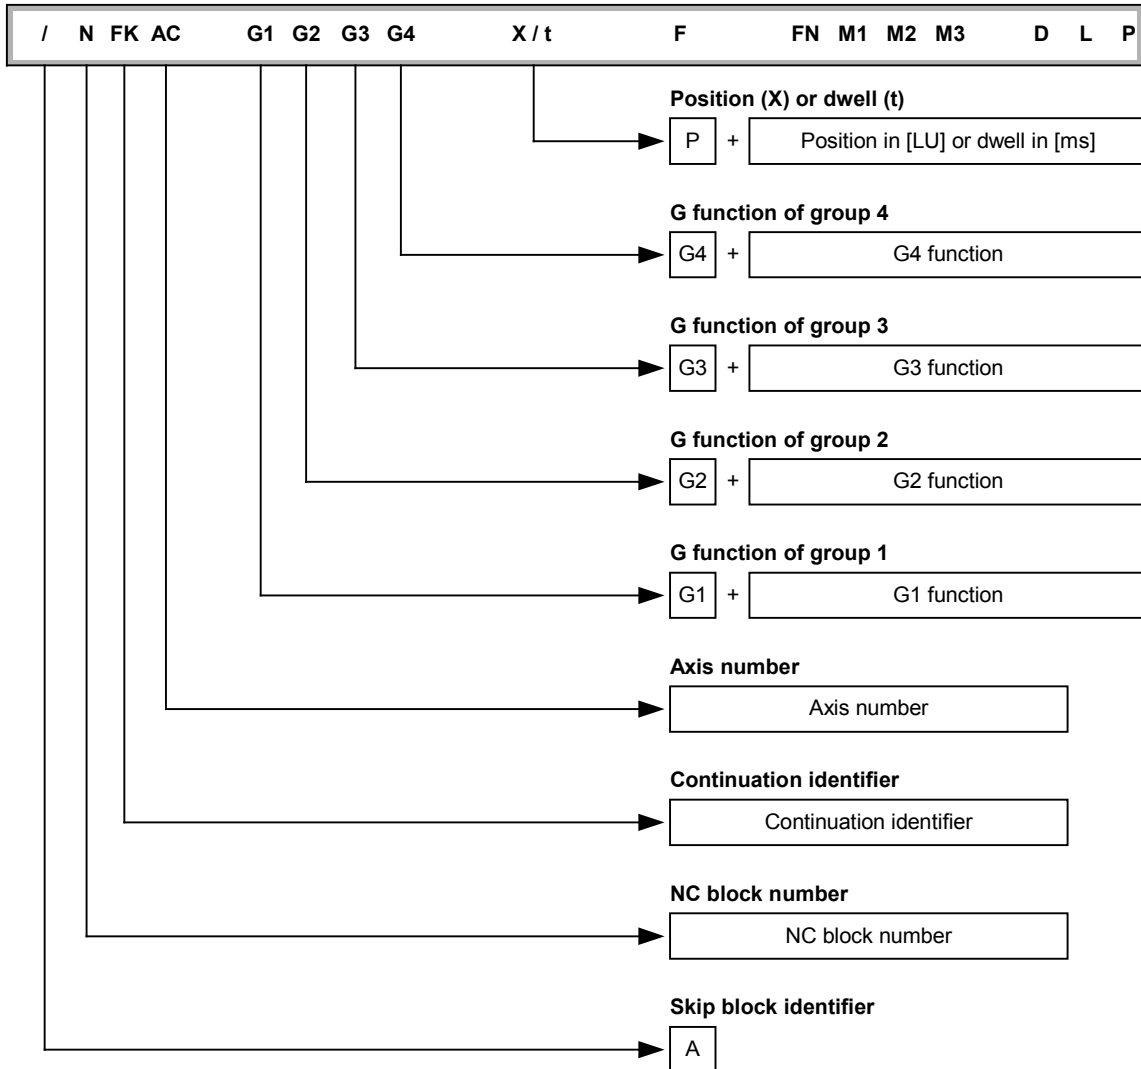 / N FK AC G1 G2 G3 G4 X / t F FN M1 M2 M3 D L P
Position (X) or dwell (t)
P + Position in [LU] or dwell in [ms]
G function of group 4
G4 + G4 function
G function of group 3
G3 + G3 function
G function of group 2
G2 + G2 function
G function of group 1
G1 + G1 function
Axis number
Axis number
Continuation identifier
Continuation identifier
NC block number
NC block number
Skip block identifier
A